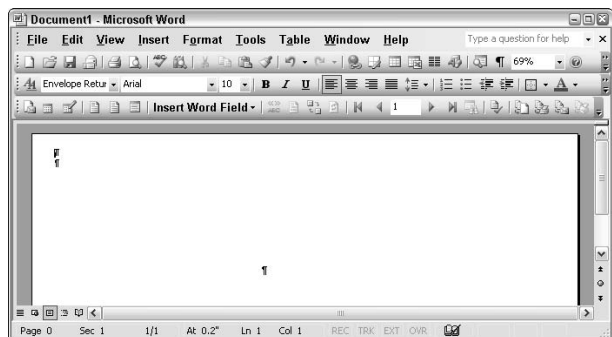 Document1 - Microsoft Word
File Edit View Insert Format Tools Table Window Help Type a question for help
¶ 69%
Envelope Retur Arial 10 B I U A
Insert Word Field 1
¶
¶
¶
Page 0 Sec 1 1/1 At 0.2" Ln 1 Col 1 REC TRK EXT OVR